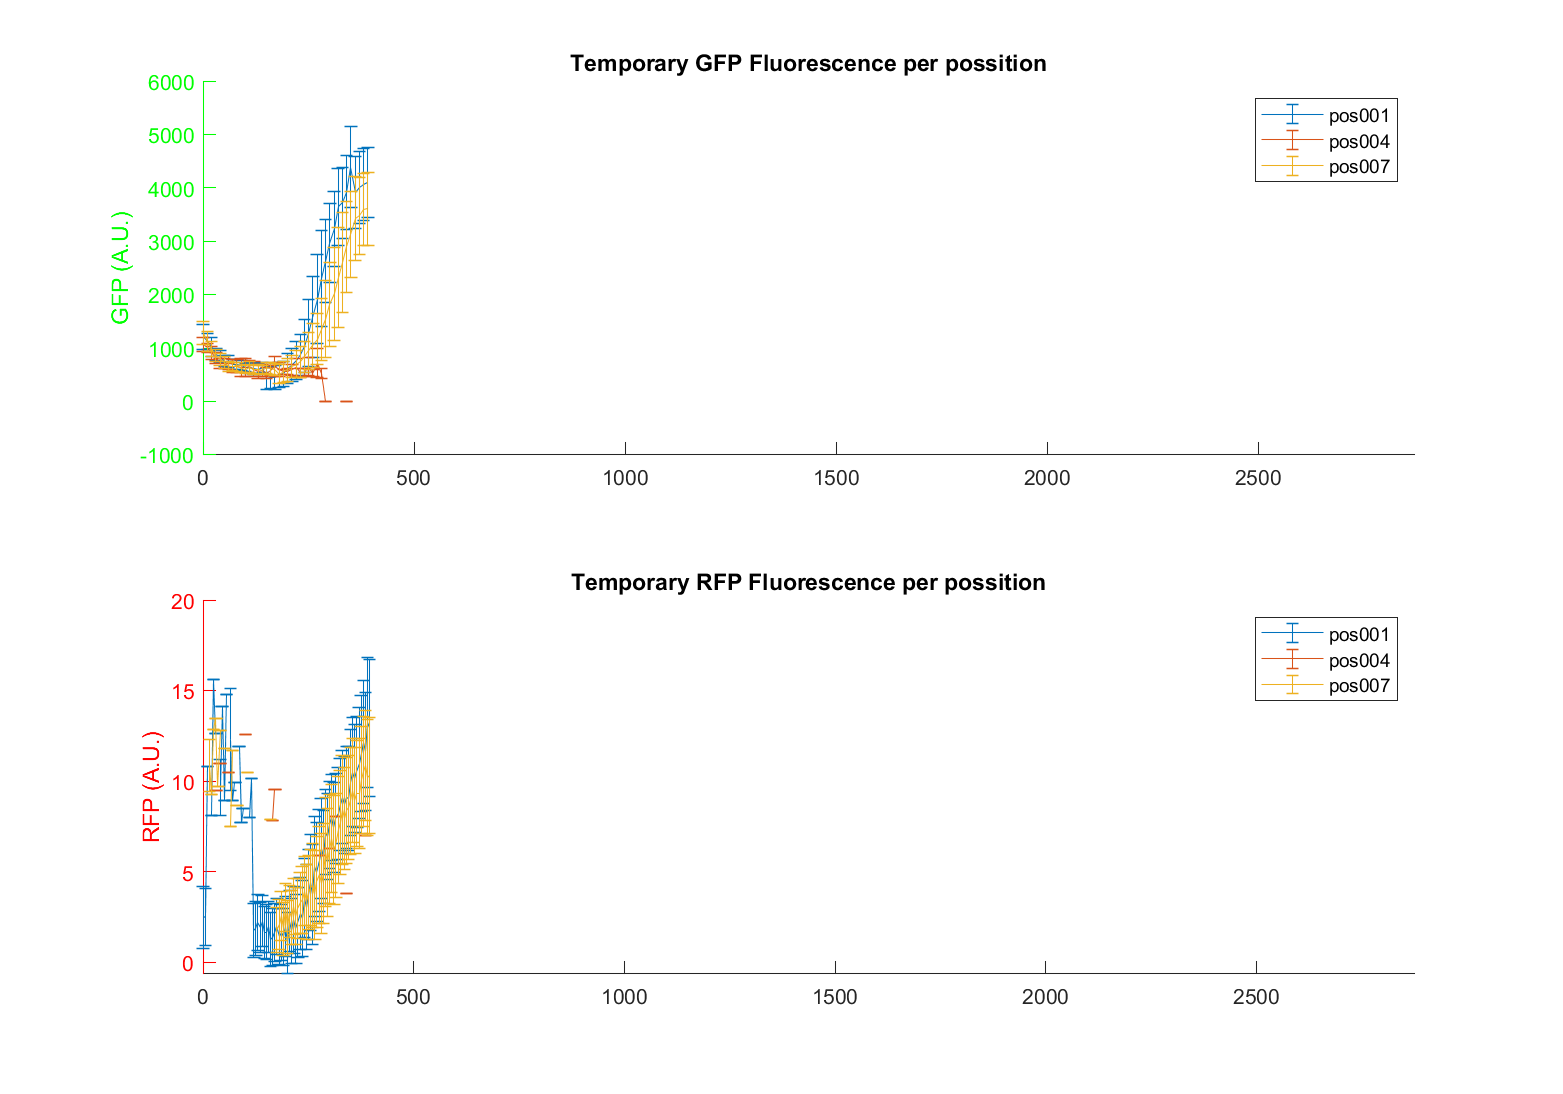 Temporary GFP Fluorescence per possition
6000
5000
4000
3000
2000
1000
0
-1000
GFP (A.U.)
0 500 1000 1500 2000 2500
pos001
pos004
pos007
Temporary RFP Fluorescence per possition
20
15
10
5
0
RFP (A.U.)
0 500 1000 1500 2000 2500
pos001
pos004
pos007